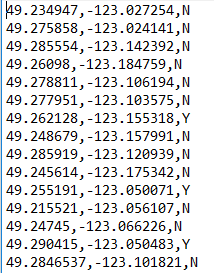 49.234947,-123.027254,N
49.275858,-123.024141,N
49.285554,-123.142392,N
49.26098,-123.184759,N
49.278811,-123.106194,N
49.277951,-123.103575,N
49.262128,-123.155318,Y
49.248679,-123.157991,N
49.285919,-123.120939,N
49.245614,-123.175342,N
49.255191,-123.050071,Y
49.215521,-123.056107,N
49.24745,-123.066226,N
49.290415,-123.050483,Y
49.2846537,-123.101821,N